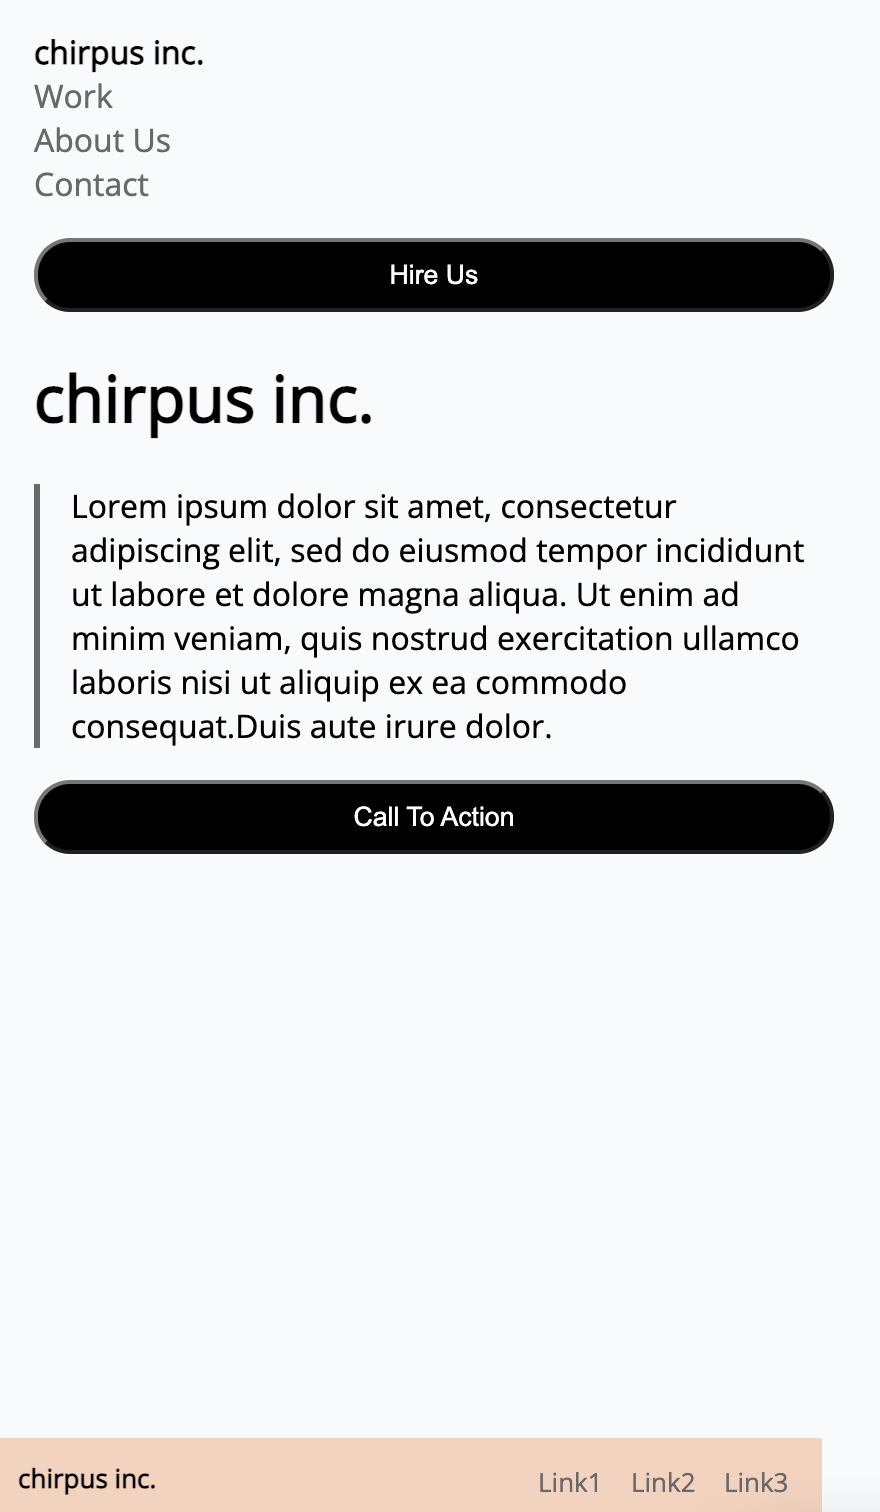 chirpus inc.
Work
About Us
Contact
Hire Us
chirpus inc.
Lorem ipsum dolor sit amet, consectetur
adipiscing elit, sed do eiusmod tempor incididunt
ut labore et dolore magna aliqua. Ut enim ad
minim veniam, quis nostrud exercitation ullamco
laboris nisi ut aliquip ex ea commodo
consequat.Duis aute irure dolor.
Call To Action
chirpus inc. Link1 Link2 Link3